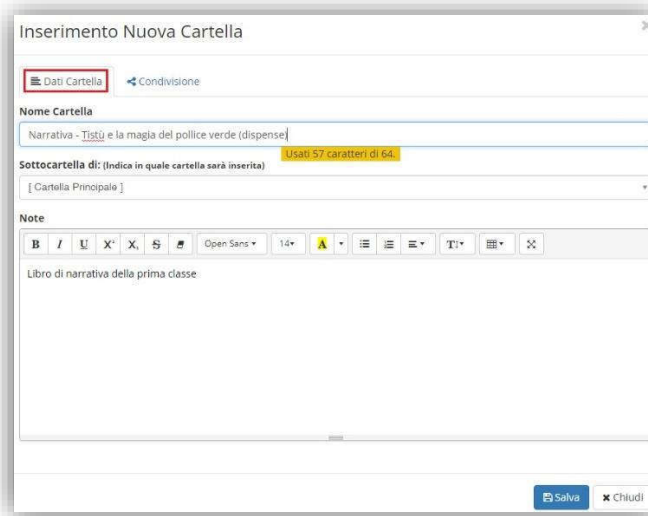 Inserimento Nuova Cartella
Dati Cartella Condivisione
Nome Cartella
Narrativa - Tistù e la magia del pollice verde (dispense)
Usati 57 caratteri di 64.
Sottocartella di: (Indica in quale cartella sarà inserita)
[ Cartella Principale ]
Note
B I U X² X₂ S Open Sans 14 A T
Libro di narrativa della prima classe
Salva x Chiudi